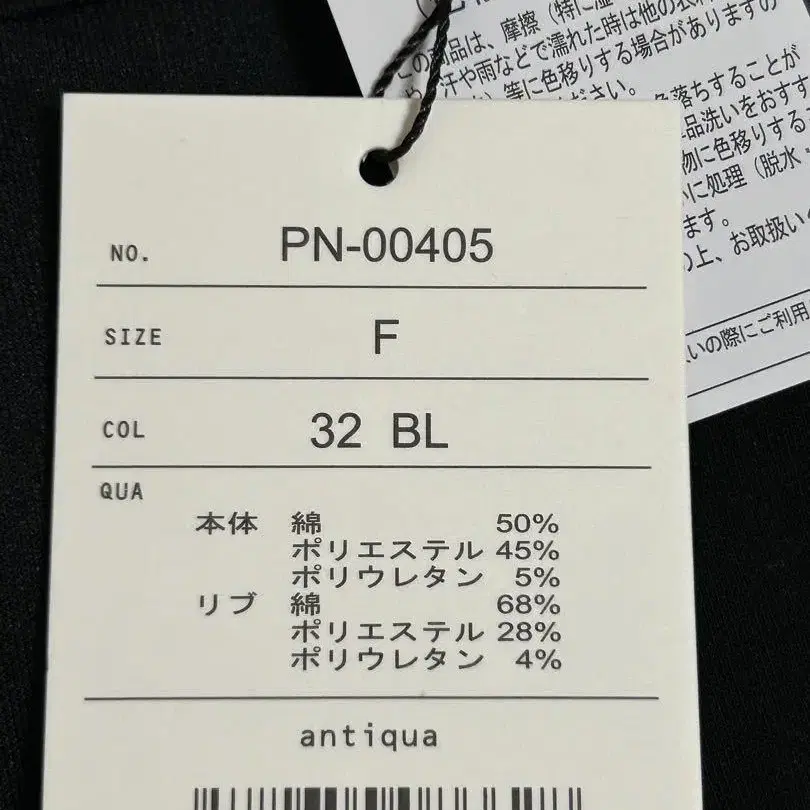 この商品は、摩擦（特に湿
汗や雨などで濡れた時は他の衣
等に色移りする場合がありますの
ださい。
色落ちすることが
品洗いをおすす
物に色移りする
に処理（脱水・
ます。
上、お取扱い
いの際にご利用
NO. PN-00405
SIZE F
COL 32 BL
QUA
本体 綿 50%
ポリエステル 45%
ポリウレタン 5%
リブ 綿 68%
ポリエステル 28%
ポリウレタン 4%
antiqua